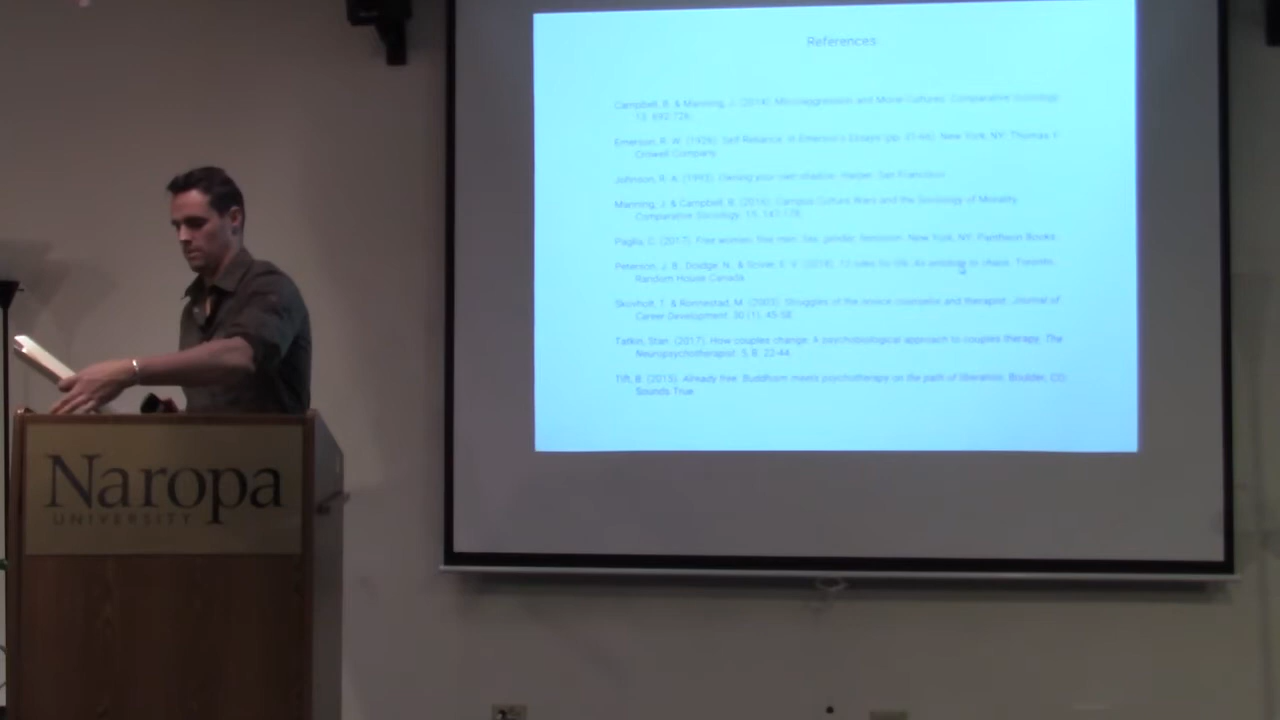 References
Campbell, B. & Manning, J. (2014). Microaggression and Moral Cultures. Comparative Sociology
13, 692-726.
Emerson, R. W. (1926). Self Reliance. In Emerson's Essays (pp. 31-66). New York, NY: Thomas Y.
Crowell Company.
Johnson, R. A. (1993). Owning your own shadow. Harper: San Francisco
Manning, J. & Campbell, B. (2016). Campus Culture Wars and the Sociology of Morality.
Comparative Sociology. 15, 147-178.
Paglia, C. (2017). Free women, free men: Sex, gender, feminism. New York, NY: Pantheon Books.
Peterson, J. B., Doidge, N., & (2018). 12 rules for life: An antidote to chaos. Toronto:
Random House Canada.
Skovholt, T. & Ronnestad, M. (2003). Struggles of the novice counselor and therapist. Journal of
Career Development. 30 (1), 45-58.
Tatkin, Stan. (2017). How couples change: A psychobiological approach to couples therapy. The
Neuropsychotherapist. 5, 8. 22-44.
Tift, B. (2015). Already free: Buddhism meets psychotherapy on the path of liberation. Boulder, CO:
Sounds True.
Naropa
UNIVERSITY